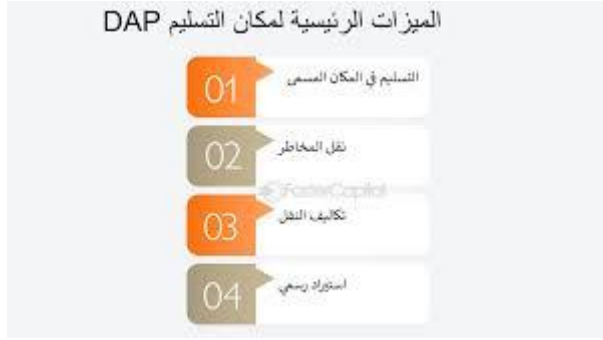 الميزات الرئيسية لمكان التسليم DAP
01
التسليم في المكان المسمى
02
نقل المخاطر
FasterCapital
03
تكاليف النقل
04
استيراد رسمي